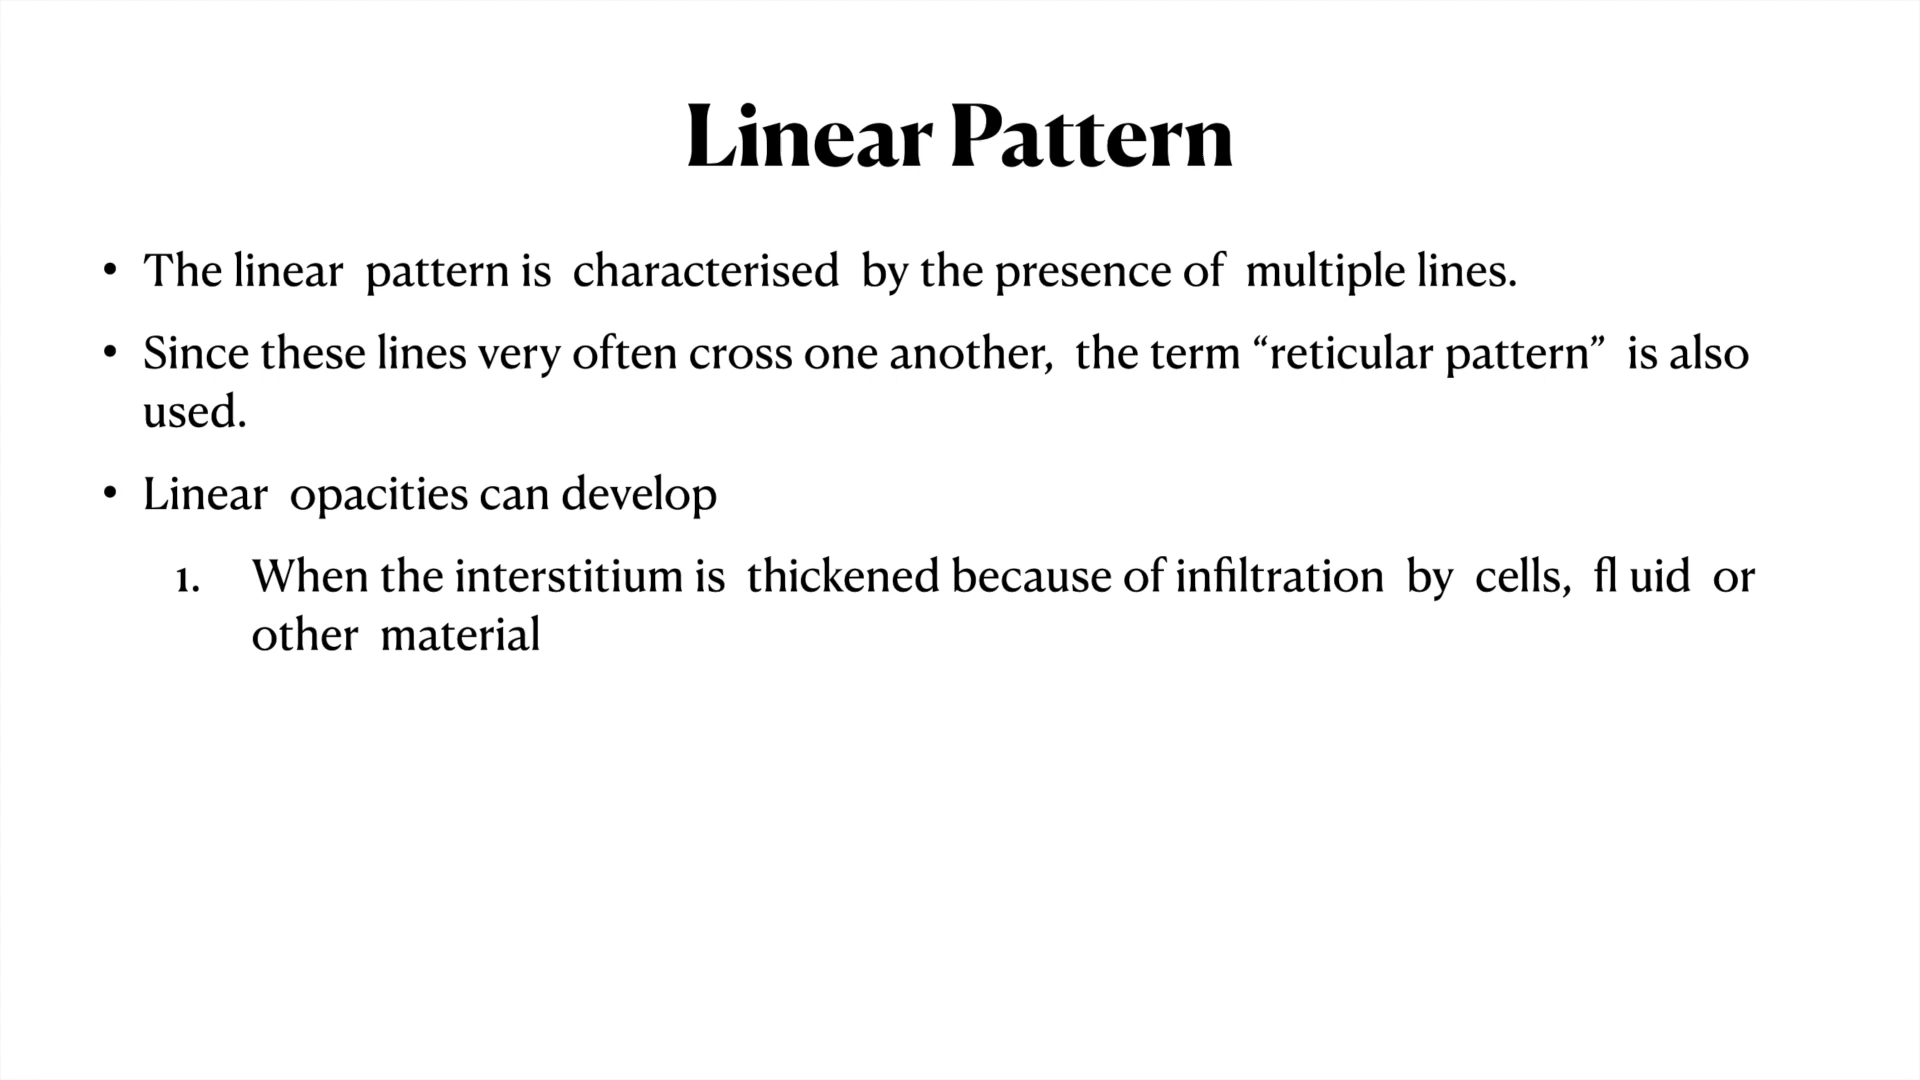 Linear Pattern
• The linear pattern is characterised by the presence of multiple lines.
• Since these lines very often cross one another, the term “reticular pattern” is also
used.
• Linear opacities can develop
1. When the interstitium is thickened because of infiltration by cells, fl uid or
other material